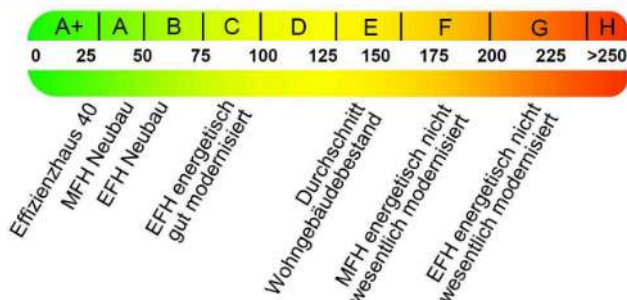 A+ A B C D E F G H
0 25 50 75 100 125 150 175 200 225 >250
Effizienzhaus 40
MFH Neubau
EFH Neubau
EFH energetisch
gut modernisiert
Durchschnitt
Wohngebäudebestand
MFH energetisch nicht
wesentlich modernisiert
EFH energetisch nicht
wesentlich modernisiert